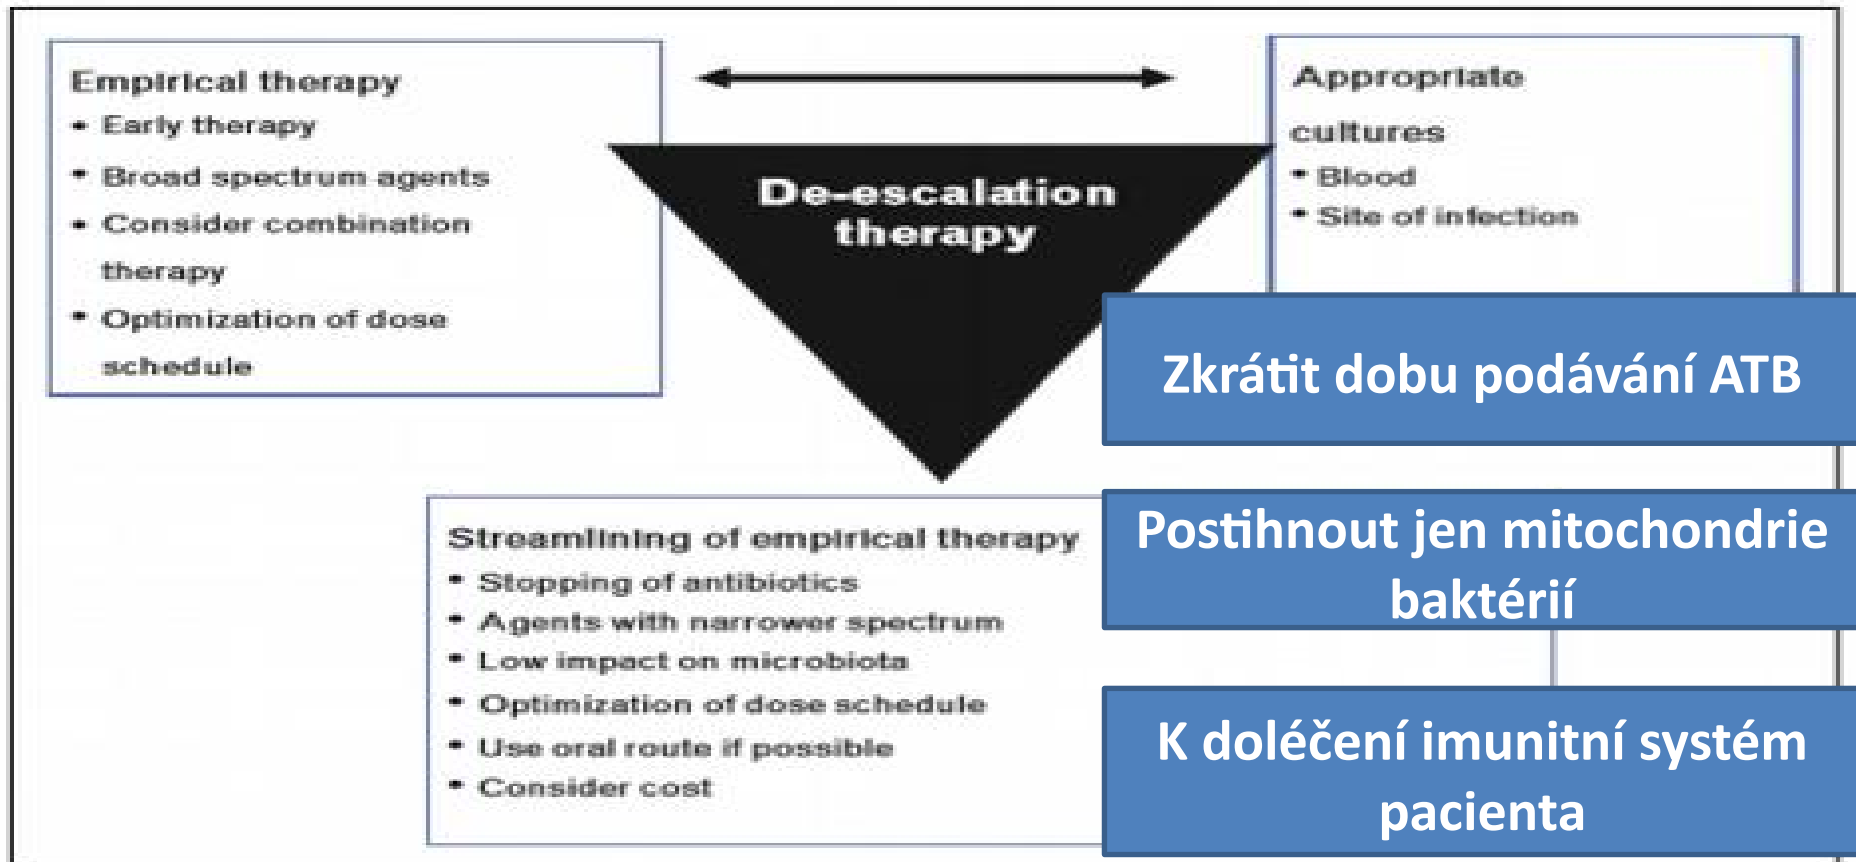 Empirical therapy
• Early therapy
• Broad spectrum agents
• Consider combination
therapy
• Optimization of dose
schedule
De-escalation
therapy
Appropriate
cultures
• Blood
• Site of infection
Zkrátit dobu podávání ATB
Streamlining of empirical therapy
• Stopping of antibiotics
• Agents with narrower spectrum
• Low impact on microbiota
• Optimization of dose schedule
• Use oral route if possible
• Consider cost
Postihnout jen mitochondrie
baktérií
K doléčení imunitní systém
pacienta